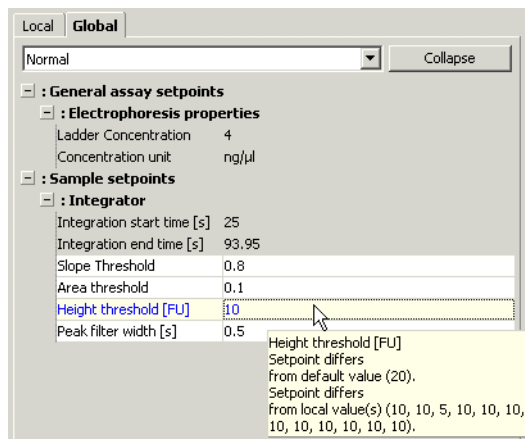 Local Global
Normal Collapse
: General assay setpoints
: Electrophoresis properties
Ladder Concentration 4
Concentration unit ng/µl
: Sample setpoints
: Integrator
Integration start time [s] 25
Integration end time [s] 93.95
Slope Threshold 0.8
Area threshold 0.1
Height threshold [FU] 10
Peak filter width [s] 0.5
Height threshold [FU]
Setpoint differs
from default value (20).
Setpoint differs
from local value(s) (10, 10, 5, 10, 10, 10,
10, 10, 10, 10, 10, 10).